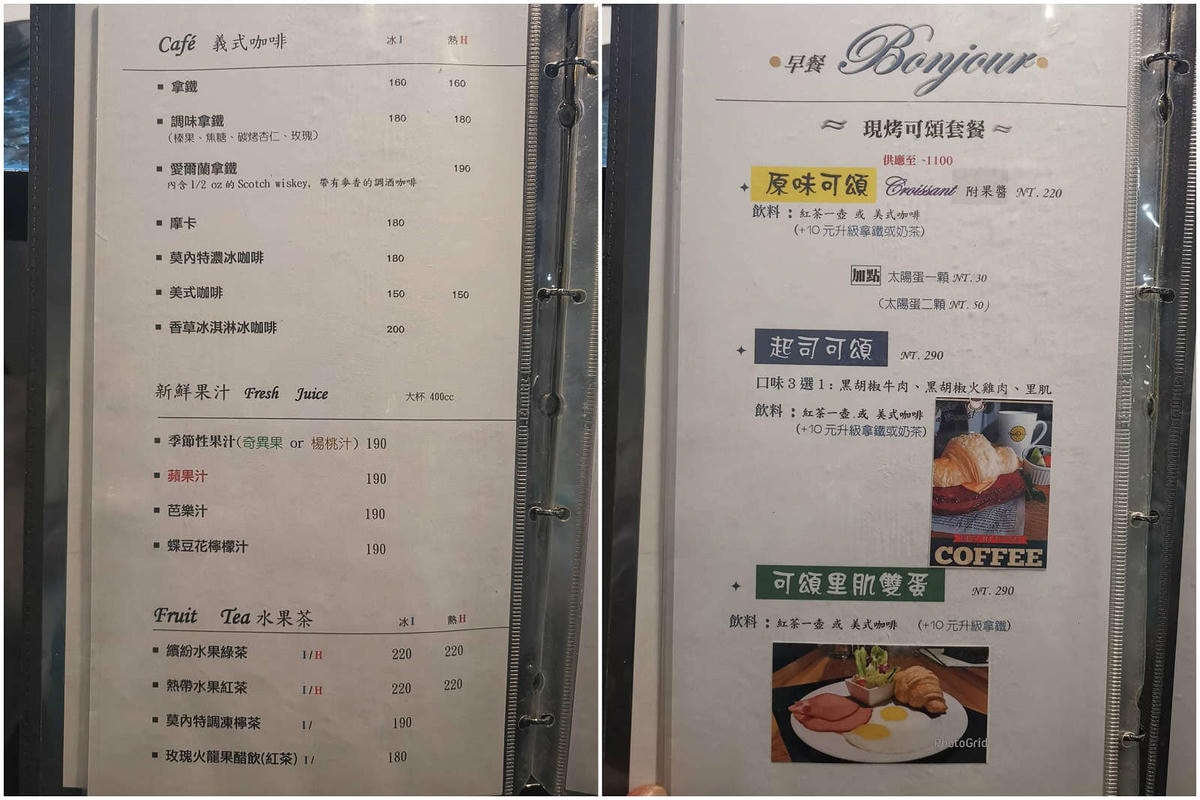 Café 義式咖啡 冰I 熱H
■ 拿鐵 160 160
■ 調味拿鐵 180 180
(榛果、焦糖、碳烤杏仁、玫瑰)
■ 愛爾蘭拿鐵 190
內含 1/2 oz 的 Scotch wiskey, 帶有麥香的調酒咖啡
■ 摩卡 180
■ 莫內特濃冰咖啡 180
■ 美式咖啡 150 150
■ 香草冰淇淋冰咖啡 200
新鮮果汁 Fresh Juice 大杯 400cc
■ 季節性果汁(奇異果 or 楊桃汁) 190
■ 蘋果汁 190
■ 芭樂汁 190
■ 蝶豆花檸檬汁 190
Fruit Tea 水果茶 冰I 熱H
■ 繽紛水果綠茶 I/H 220 220
■ 熱帶水果紅茶 I/H 220 220
■ 莫內特調凍檸茶 I/ 190
■ 玫瑰火龍果醋飲(紅茶) I/ 180
早餐 Bonjour
≈ 現烤可頌套餐 ≈
供應至 ~1100
✦ 原味可頌 Croissant 附果醬 NT. 220
飲料：紅茶一壺 或 美式咖啡
(+10 元升級拿鐵或奶茶)
加點 太陽蛋一顆 NT. 30
(太陽蛋二顆 NT. 50)
✦ 起司可頌 NT. 290
口味 3 選 1：黑胡椒牛肉、黑胡椒火雞肉、里肌
飲料：紅茶一壺 或 美式咖啡
(+10 元升級拿鐵或奶茶)
COFFEE
✦ 可頌里肌雙蛋 NT. 290
飲料：紅茶一壺 或 美式咖啡 (+10 元升級拿鐵)
PhotoGrid